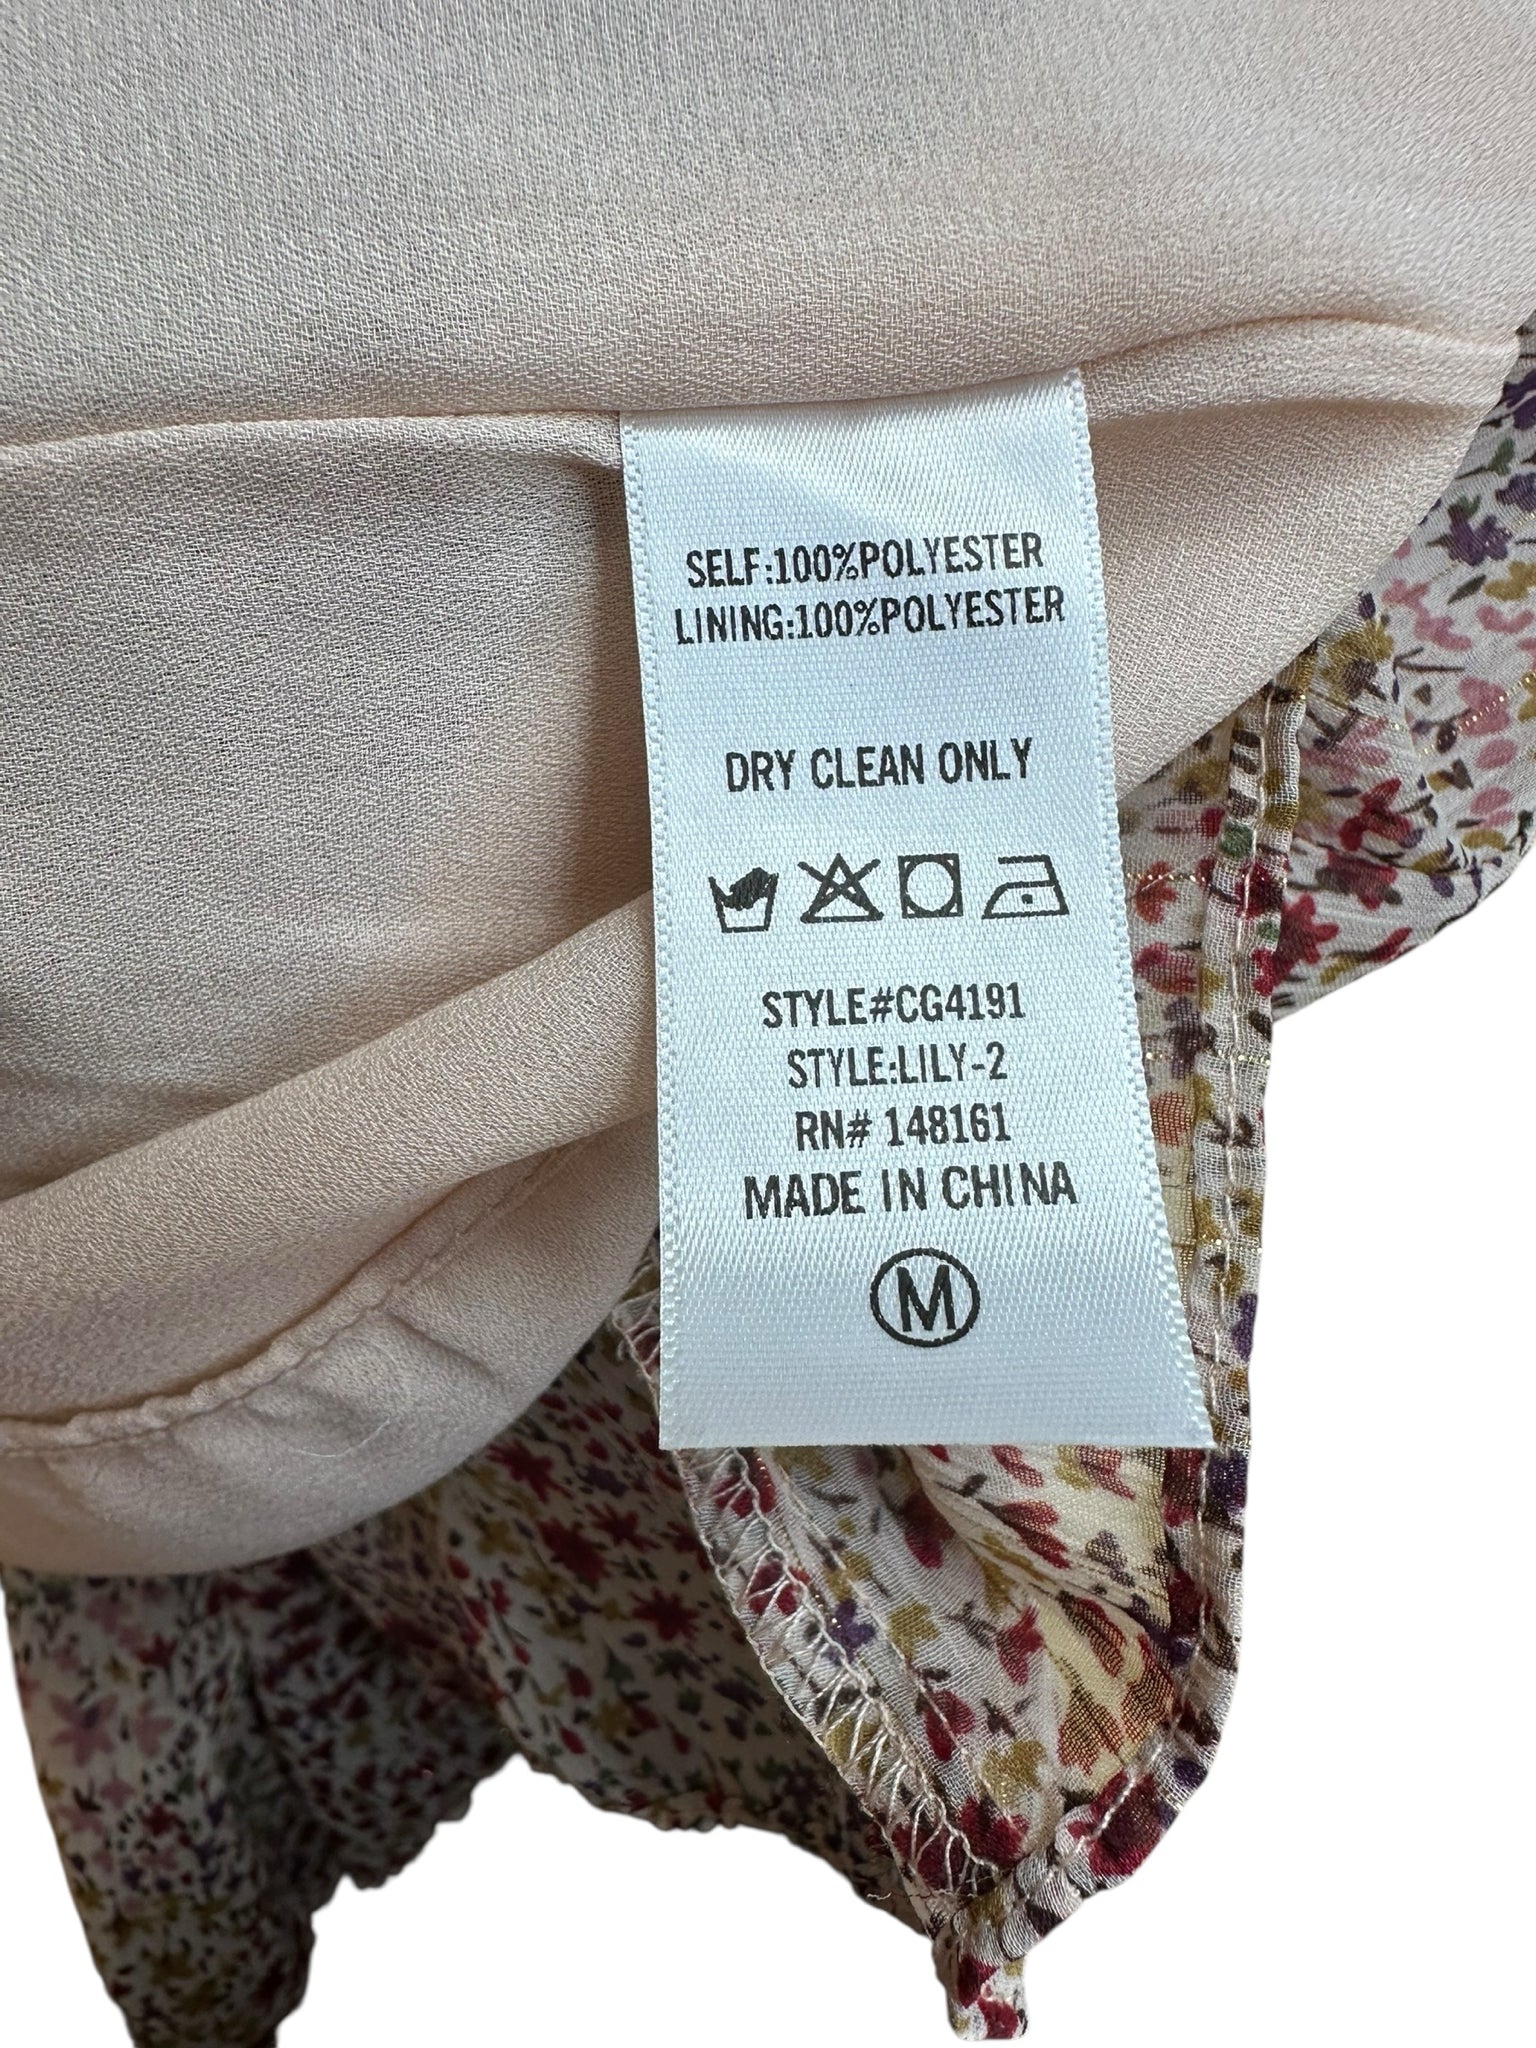 SELF:100%POLYESTER
LINING:100%POLYESTER
DRY CLEAN ONLY
STYLE#CG4191
STYLE:LILY-2
RN# 148161
MADE IN CHINA
M